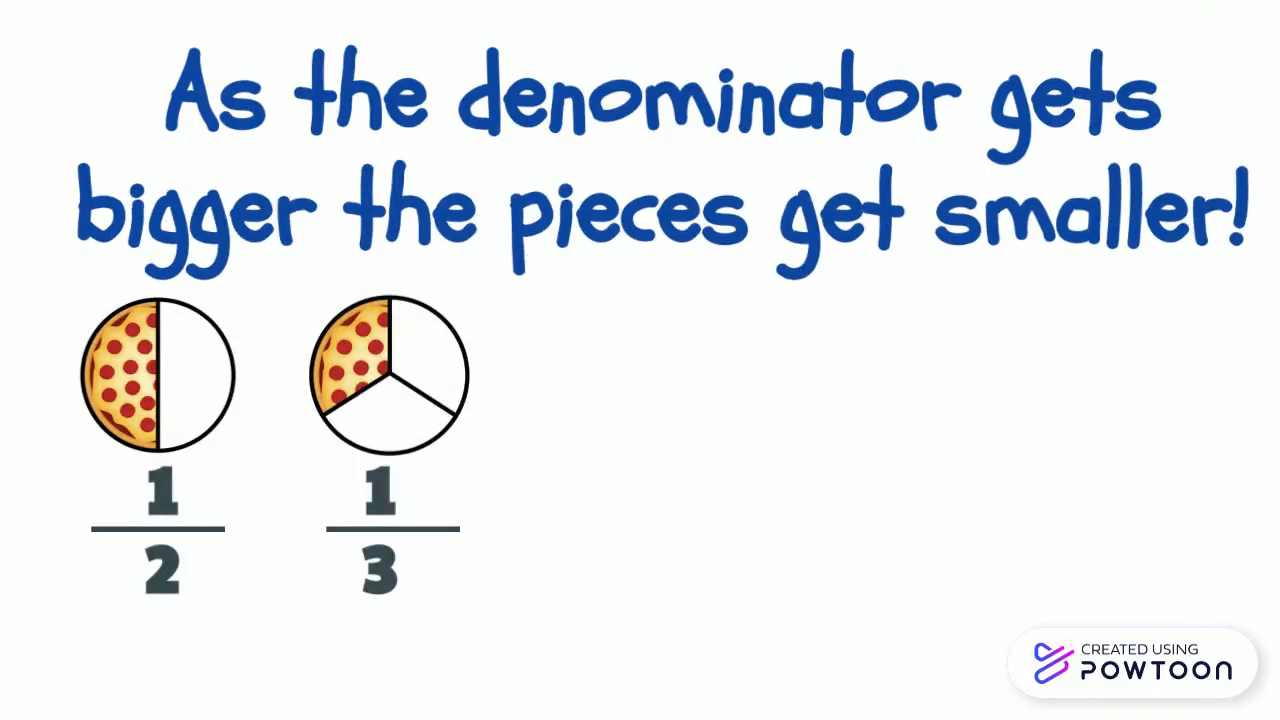 As the denominator gets
bigger the pieces get smaller!
1 1
2 3
CREATED USING
POWTOON